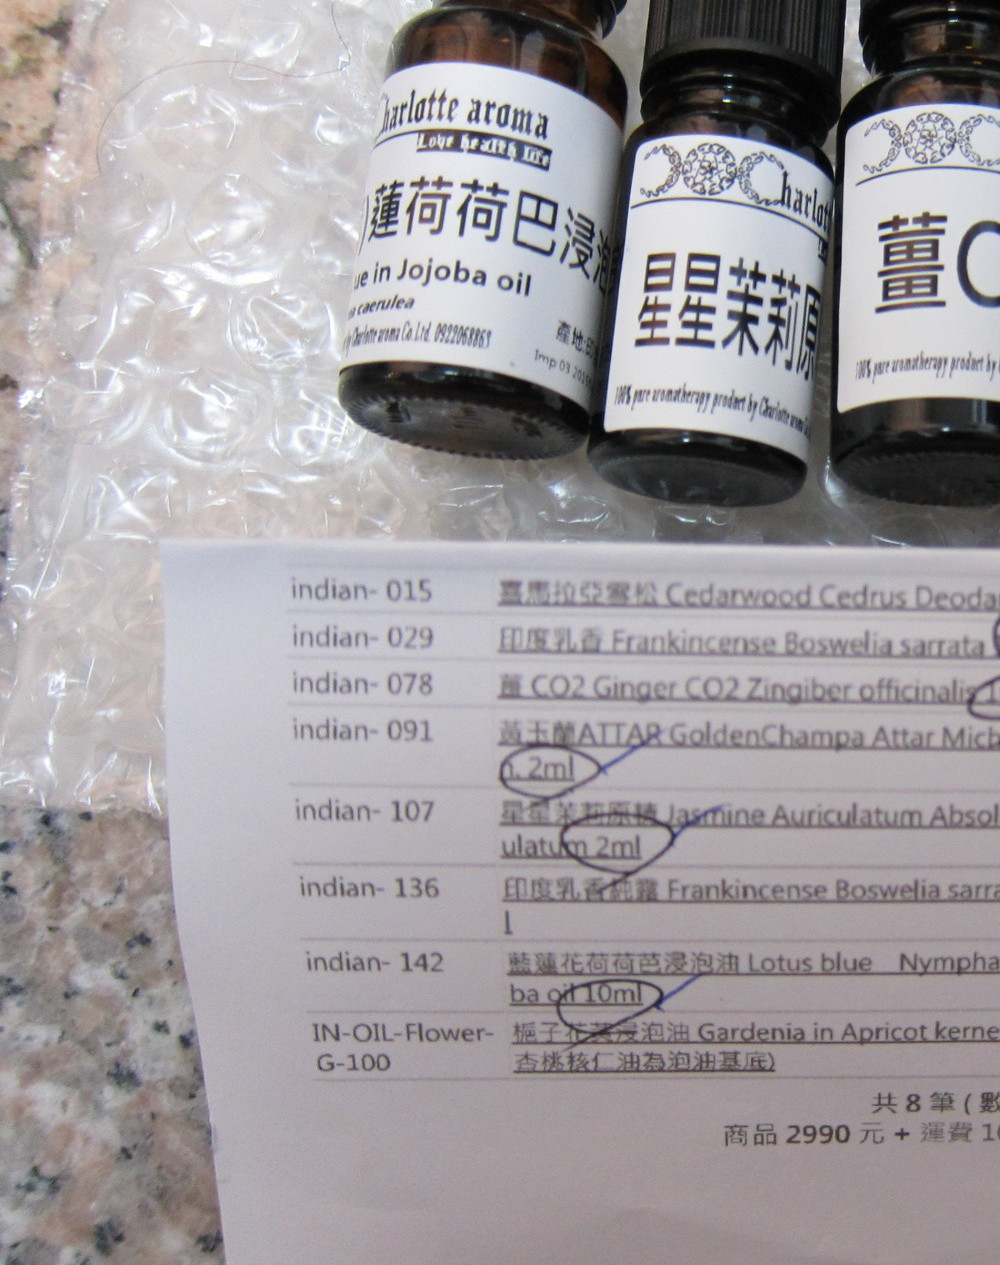 Charlotte aroma
Love health life
蓮荷荷巴浸泡
ue in Jojoba oil
caerulea
by Charlotte aroma Co. Ltd. 0922068863
產地:印
Imp 03 201
Charlot
星星茉莉原
100% pure aromatherapy product by Charlotte aroma
薑 C
100% pure aromatherapy product by
indian- 015 喜馬拉亞雪松 Cedarwood Cedrus Deoda
indian- 029 印度乳香 Frankincense Boswelia sarrata
indian- 078 薑 CO2 Ginger CO2 Zingiber officinalis 1
indian- 091 黃玉蘭ATTAR GoldenChampa Attar Mich
n. 2ml
indian- 107 星星茉莉原精 Jasmine Auriculatum Absol
ulatum 2ml
indian- 136 印度乳香純露 Frankincense Boswelia sarra
l
indian- 142 藍蓮花荷荷芭浸泡油 Lotus blue Nympha
ba oil 10ml
IN-OIL-Flower- 梔子花葉浸泡油 Gardenia in Apricot kerne
G-100 杏桃核仁油為泡油基底)
共 8 筆 ( 數
商品 2990 元 + 運費 10